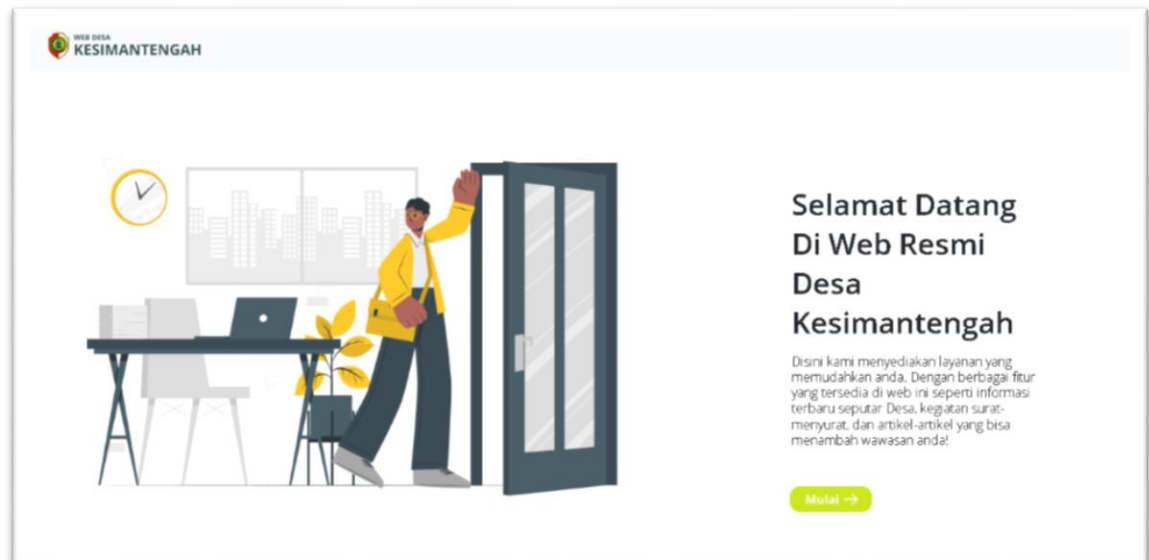 WEB DESA
KESIMANTENGAH
Selamat Datang
Di Web Resmi
Desa
Kesimantengah
Disini kami menyediakan layanan yang
memudahkan anda. Dengan berbagai fitur
yang tersedia di web ini seperti informasi
terbaru seputar Desa, kegiatan surat-
menyurat, dan artikel-artikel yang bisa
menambah wawasan anda!
Mulai →